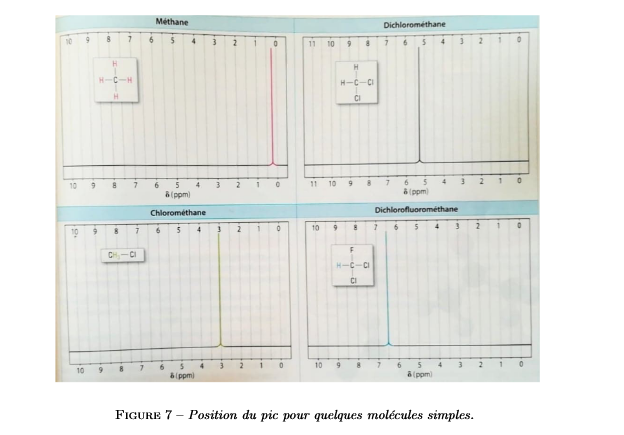 Méthane
10 9 8 7 6 5 4 3 2 1 0
H
H—C—H
H
10 9 8 7 6 5 4 3 2 1 0
δ (ppm)
Dichlorométhane
11 10 9 8 7 6 5 4 3 2 1 0
H
H—C—Cl
Cl
11 10 9 8 7 6 5 4 3 2 1 0
δ (ppm)
Chlorométhane
10 9 8 7 6 5 4 3 2 1 0
CH₃—Cl
10 9 8 7 6 5 4 3 2 1 0
δ (ppm)
Dichlorofluorométhane
10 9 8 7 6 5 4 3 2 1 0
F
H—C—Cl
Cl
10 9 8 7 6 5 4 3 2 1 0
δ (ppm)
FIGURE 7 – Position du pic pour quelques molécules simples.